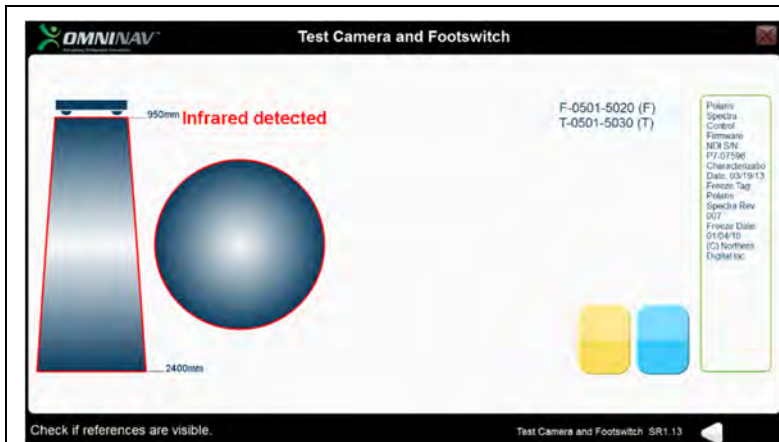 OMNINAV™
Test Camera and Footswitch
950mm
Infrared detected
F-0501-5020 (F)
T-0501-5030 (T)
Polaris
Spectra
Control
Firmware
NDI S/N:
P7-07596
Characterizatio
Date: 03/19/13
Freeze Tag:
Polaris
Spectra Rev
007
Freeze Date:
01/04/10
(C) Northern
Digital Inc.
2400mm
Check if references are visible.
Test Camera and Footswitch SR1.13